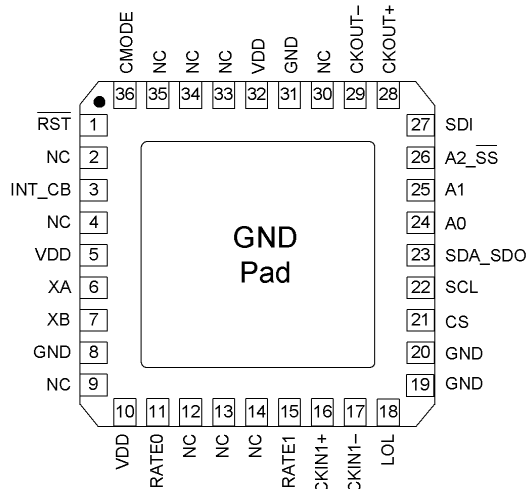 CMODE
NC
NC
NC
VDD
GND
NC
CKOUT–
CKOUT+
36
35
34
33
32
31
30
29
28
R̅S̅T̅ 1
NC 2
INT_CB 3
NC 4
VDD 5
XA 6
XB 7
GND 8
NC 9
GND
Pad
27 SDI
26 A2_S̅S̅
25 A1
24 A0
23 SDA_SDO
22 SCL
21 CS
20 GND
19 GND
10
11
12
13
14
15
16
17
18
VDD
RATE0
NC
NC
NC
RATE1
CKIN1+
CKIN1–
LOL